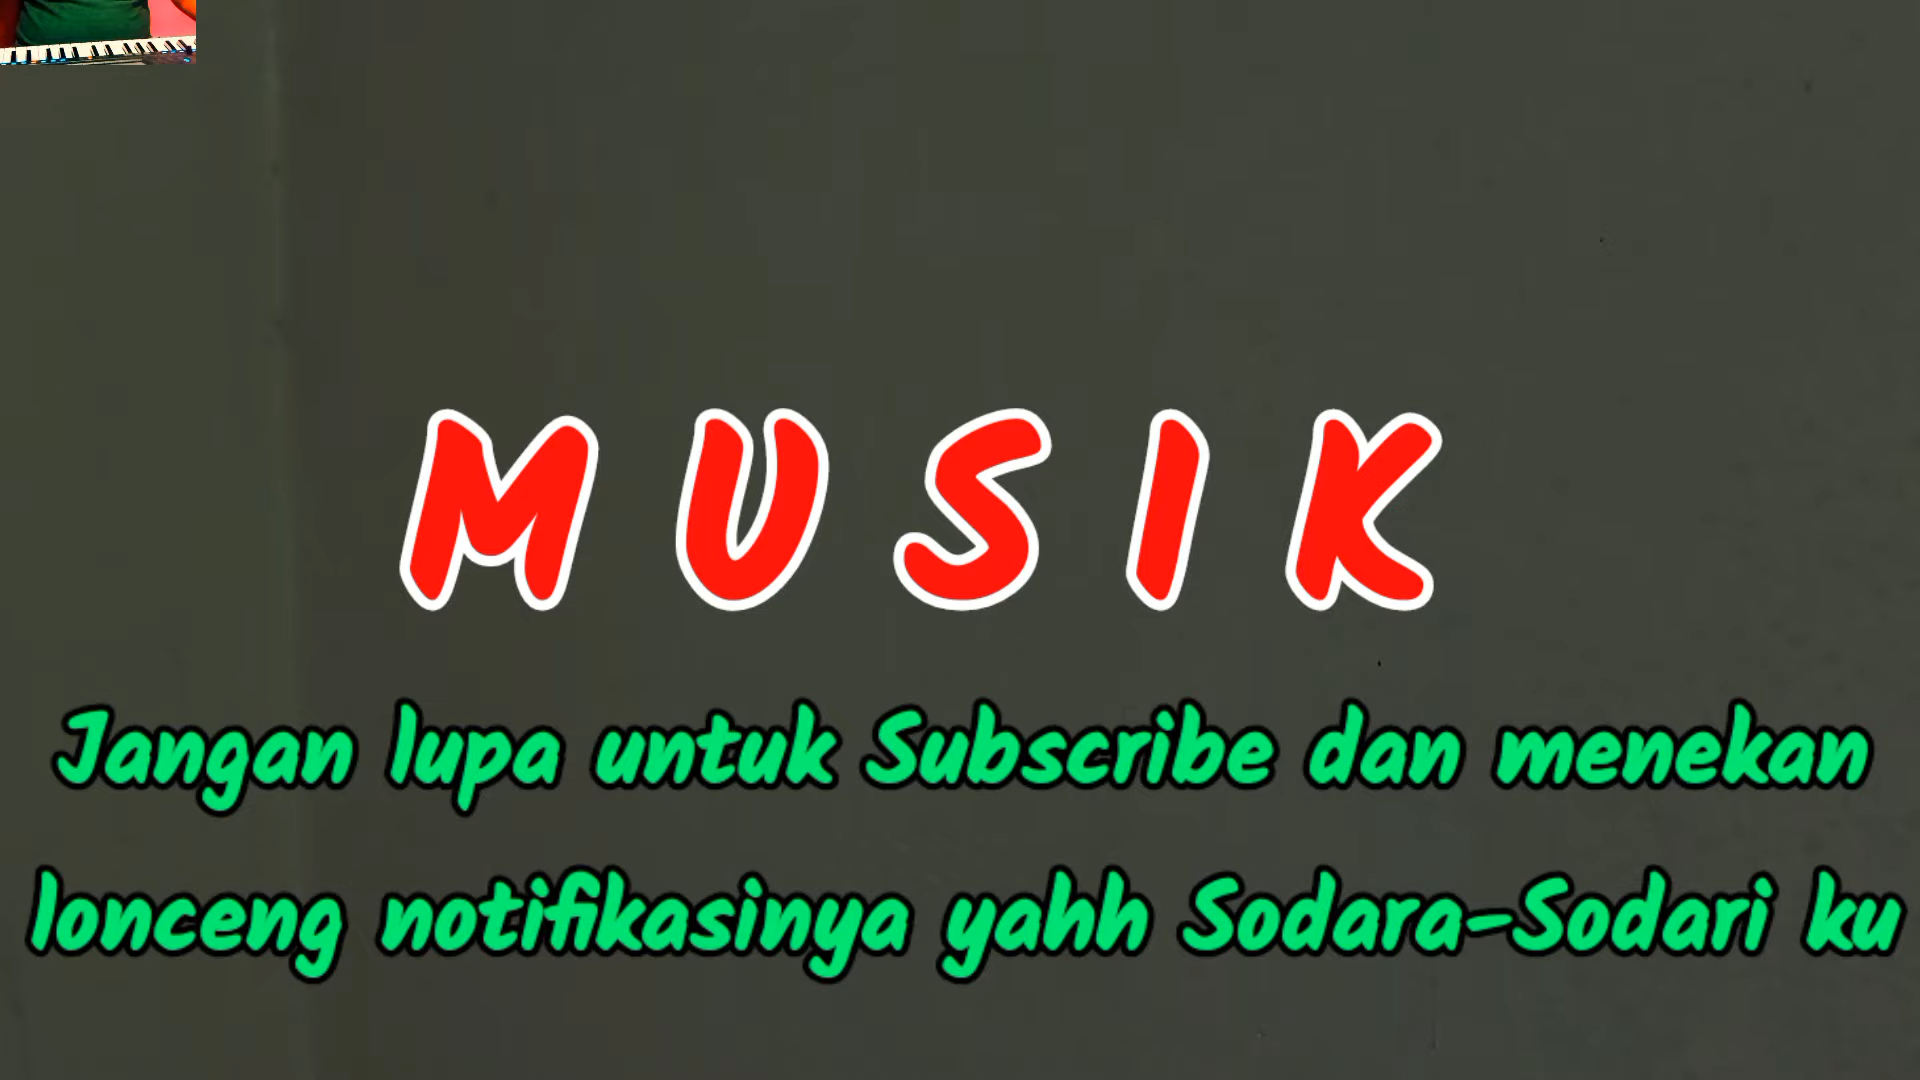 M U S I K
Jangan lupa untuk Subscribe dan menekan
lonceng notifikasinya yahh Sodara-Sodari ku